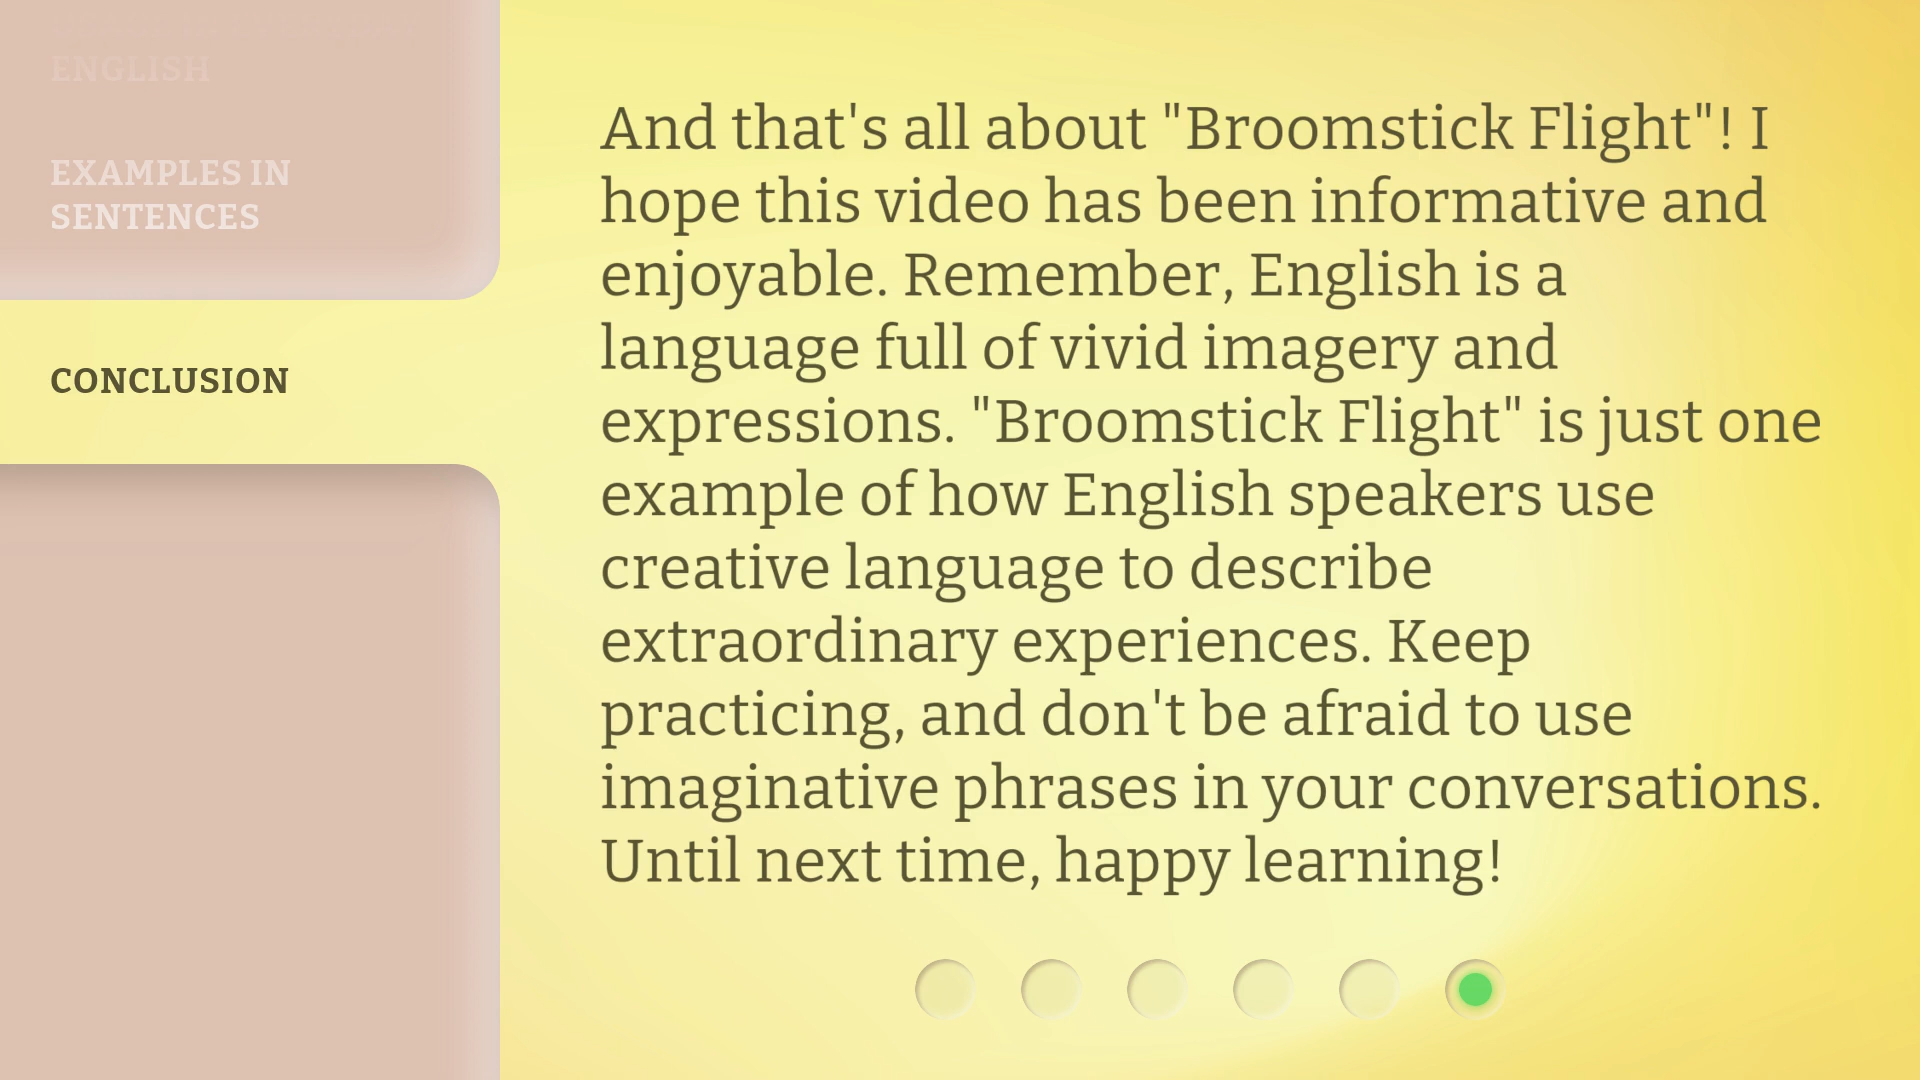 ENGLISH
EXAMPLES IN
SENTENCES
CONCLUSION
And that's all about "Broomstick Flight"! I
hope this video has been informative and
enjoyable. Remember, English is a
language full of vivid imagery and
expressions. "Broomstick Flight" is just one
example of how English speakers use
creative language to describe
extraordinary experiences. Keep
practicing, and don't be afraid to use
imaginative phrases in your conversations.
Until next time, happy learning!